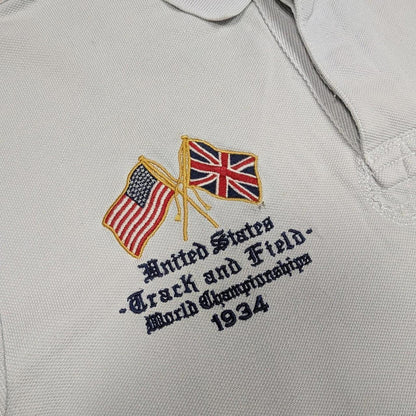 United States
-Track and Field-
World Championships
1934